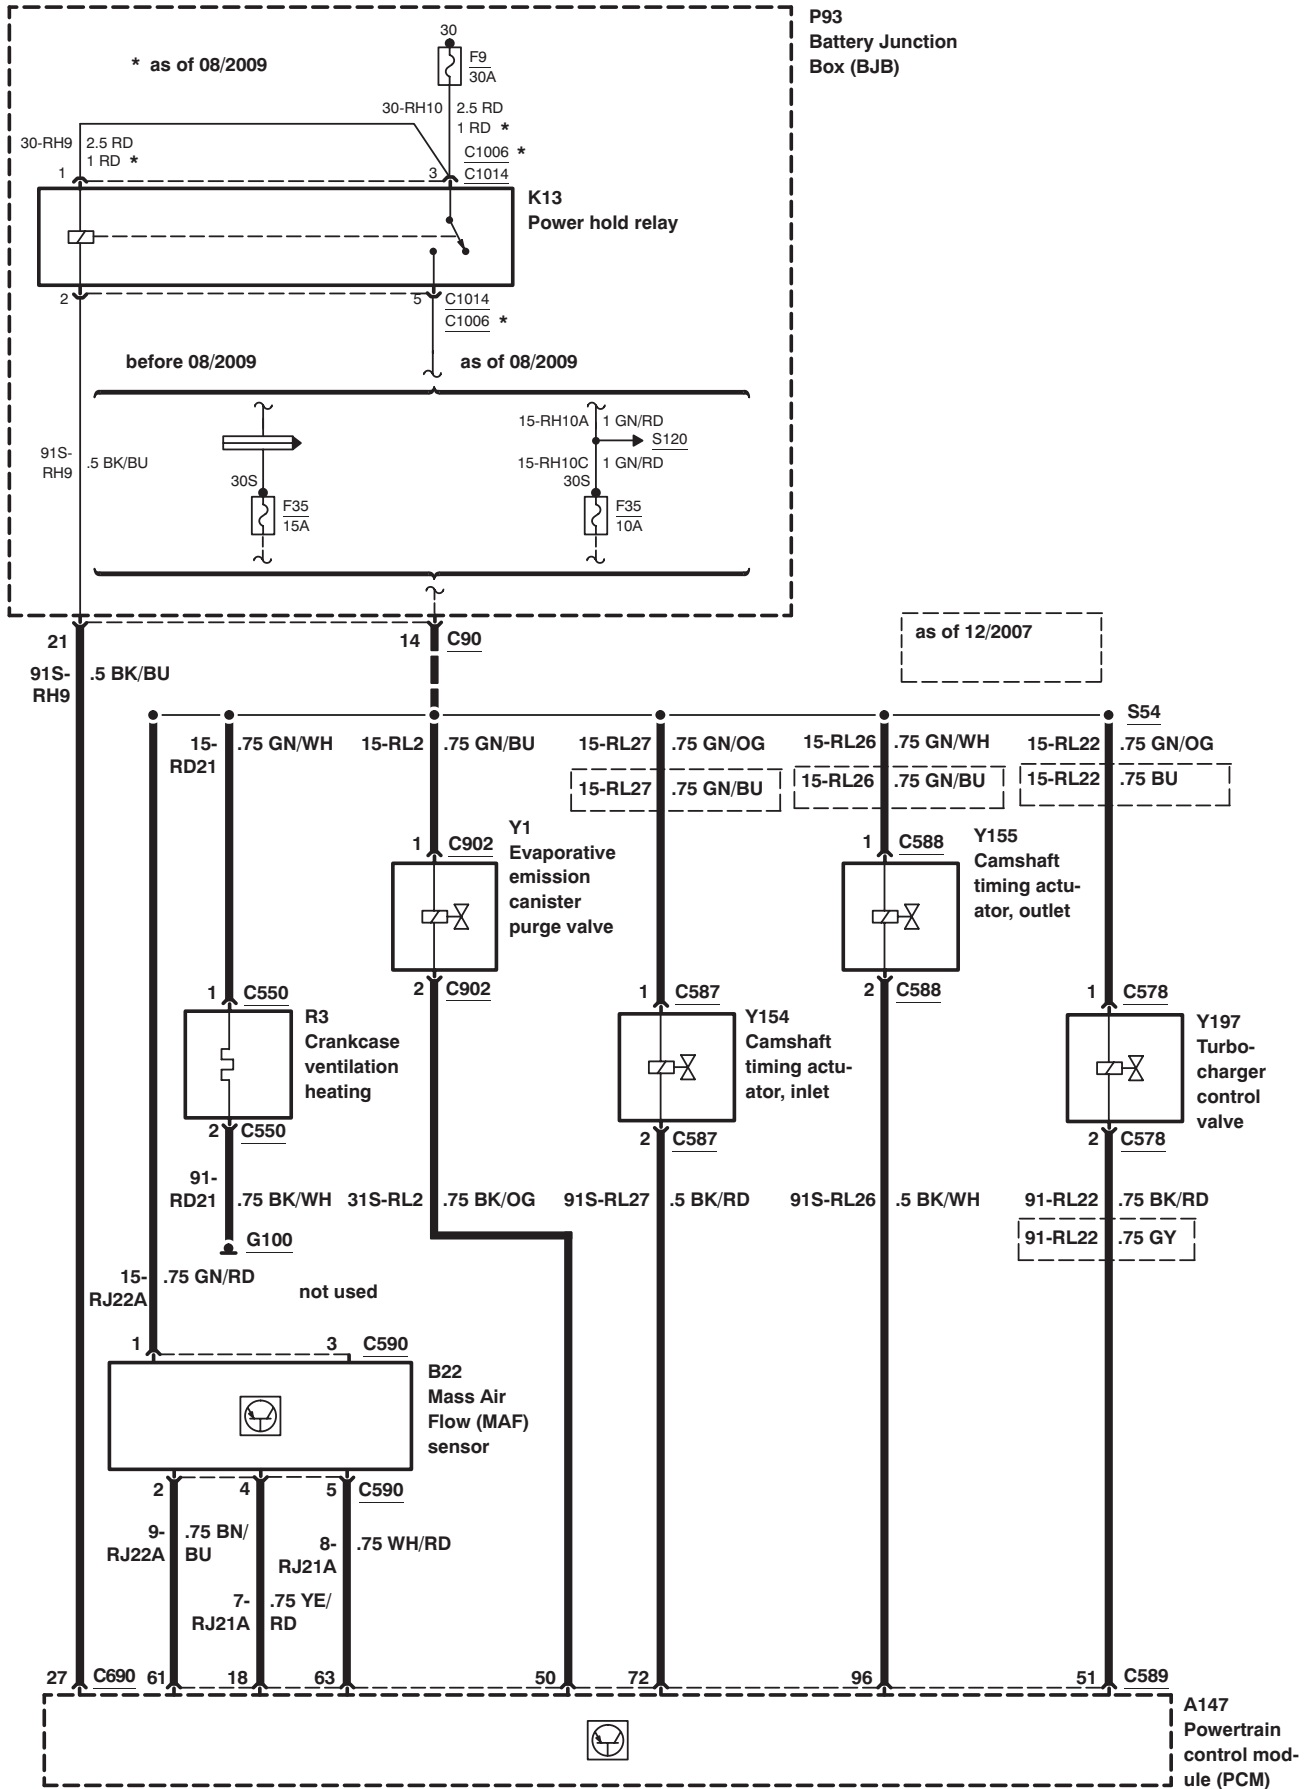 P93
Battery Junction
Box (BJB)
30
* as of 08/2009
F9
30A
30-RH10 2.5 RD
1 RD *
30-RH9 2.5 RD
1 RD *
C1006 *
1 3 C1014
K13
Power hold relay
2 5 C1014
C1006 *
before 08/2009 as of 08/2009
15-RH10A 1 GN/RD
S120
91S-
RH9 .5 BK/BU
15-RH10C 1 GN/RD
30S 30S
F35 F35
15A 10A
21 14 C90
as of 12/2007
91S-
RH9 .5 BK/BU
S54
15-
RD21 .75 GN/WH
15-RL2 .75 GN/BU
15-RL27 .75 GN/OG
15-RL26 .75 GN/WH
15-RL22 .75 GN/OG
15-RL27 .75 GN/BU
15-RL26 .75 GN/BU
15-RL22 .75 BU
1 C902
Y1
Evaporative
emission
canister
purge valve
1 C588
Y155
Camshaft
timing actu-
ator, outlet
2 C902
2 C588
1 C550
R3
Crankcase
ventilation
heating
1 C587
Y154
Camshaft
timing actu-
ator, inlet
1 C578
Y197
Turbo-
charger
control
valve
2 C550
2 C587
2 C578
91-
RD21 .75 BK/WH
31S-RL2 .75 BK/OG
91S-RL27 .5 BK/RD
91S-RL26 .5 BK/WH
91-RL22 .75 BK/RD
91-RL22 .75 GY
G100
15-
RJ22A .75 GN/RD
not used
1 3 C590
B22
Mass Air
Flow (MAF)
sensor
2 4 5 C590
9-
RJ22A .75 BN/
BU
8-
RJ21A .75 WH/RD
7-
RJ21A .75 YE/
RD
27 C690 61 18 63 50 72 96 51 C589
A147
Powertrain
control mod-
ule (PCM)